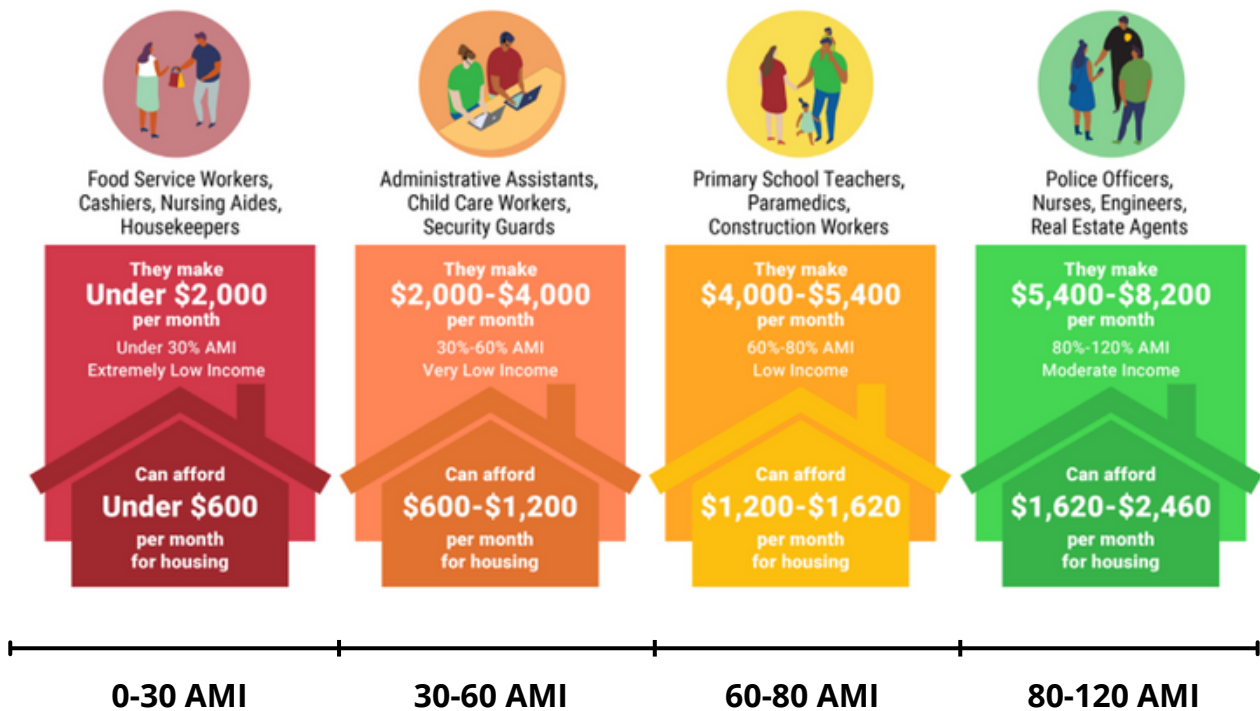 Food Service Workers,
Cashiers, Nursing Aides,
Housekeepers
They make
Under $2,000
per month
Under 30% AMI
Extremely Low Income
Can afford
Under $600
per month
for housing
Administrative Assistants,
Child Care Workers,
Security Guards
They make
$2,000-$4,000
per month
30%-60% AMI
Very Low Income
Can afford
$600-$1,200
per month
for housing
Primary School Teachers,
Paramedics,
Construction Workers
They make
$4,000-$5,400
per month
60%-80% AMI
Low Income
Can afford
$1,200-$1,620
per month
for housing
Police Officers,
Nurses, Engineers,
Real Estate Agents
They make
$5,400-$8,200
per month
80%-120% AMI
Moderate Income
Can afford
$1,620-$2,460
per month
for housing
0-30 AMI
30-60 AMI
60-80 AMI
80-120 AMI